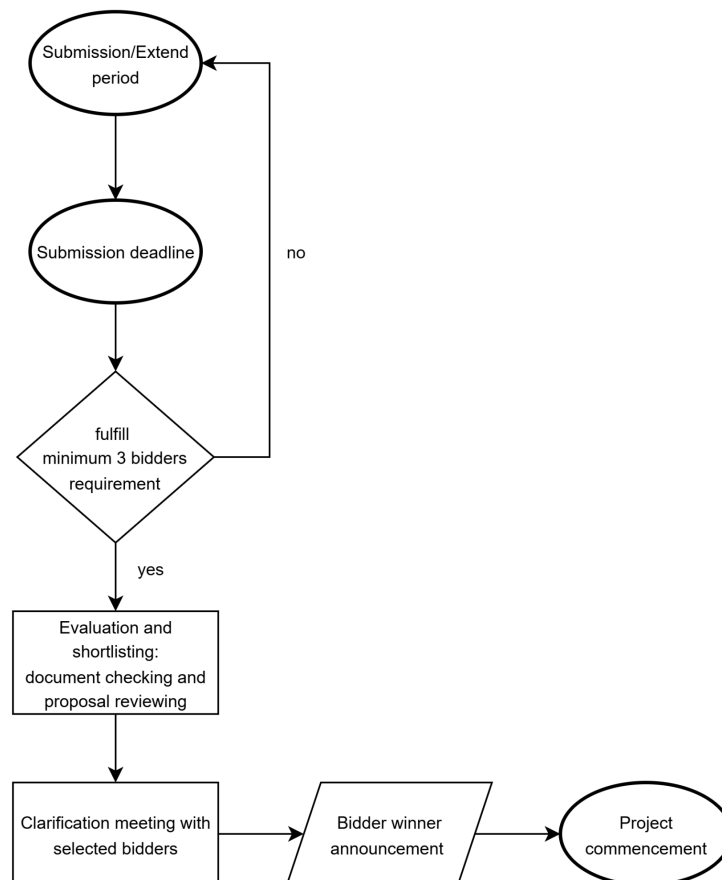 Submission/Extend
period
Submission deadline
no
fulfill
minimum 3 bidders
requirement
yes
Evaluation and
shortlisting:
document checking and
proposal reviewing
Clarification meeting with
selected bidders
Bidder winner
announcement
Project
commencement